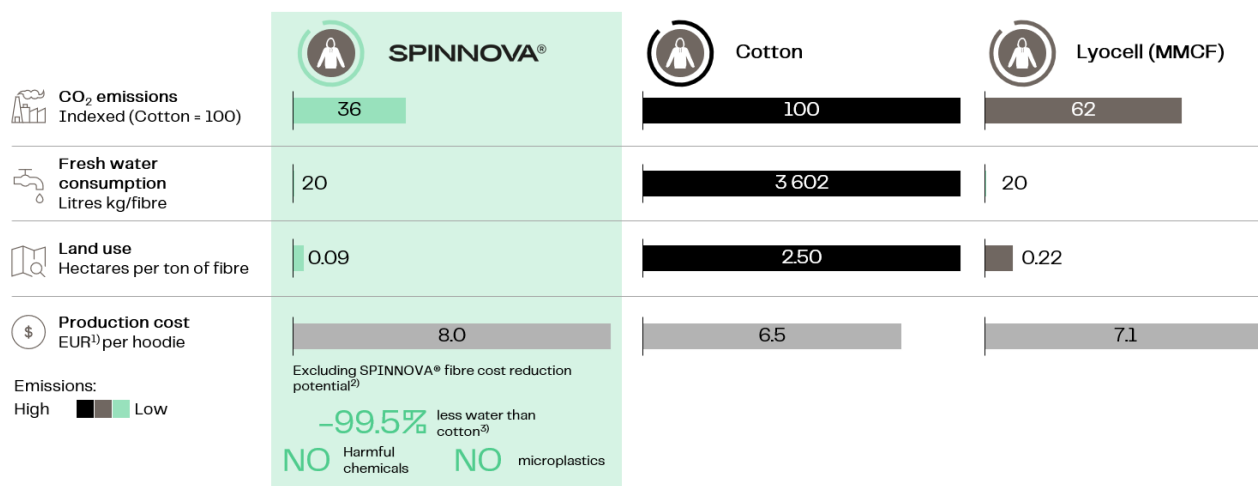 SPINNOVA®
Cotton
Lyocell (MMCF)
CO₂ emissions
Indexed (Cotton = 100)
36
100
62
Fresh water
consumption
Litres kg/fibre
20
3 602
20
Land use
Hectares per ton of fibre
0.09
2.50
0.22
$
Production cost
EUR¹⁾ per hoodie
8.0
6.5
7.1
Excluding SPINNOVA® fibre cost reduction
potential²⁾
Emissions:
High Low
-99.5% less water than
cotton³⁾
NO Harmful
chemicals
NO microplastics